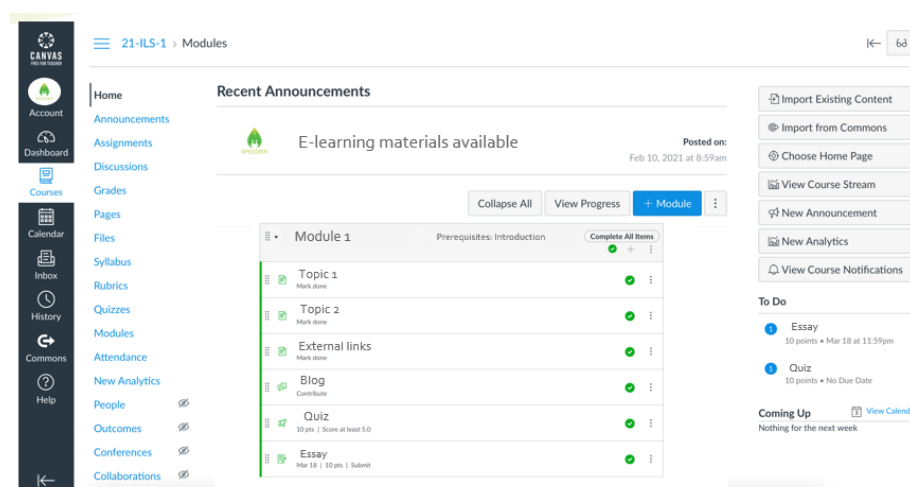 CANVAS
FREE FOR TEACHER
Account
Dashboard
Courses
Calendar
Inbox
History
Commons
Help
21-ILS-1 › Modules
Home
Announcements
Assignments
Discussions
Grades
Pages
Files
Syllabus
Rubrics
Quizzes
Modules
Attendance
New Analytics
People
Outcomes
Conferences
Collaborations
Recent Announcements
E-learning materials available
Posted on:
Feb 10, 2021 at 8:59am
Collapse All
View Progress
+ Module
Module 1
Prerequisites: Introduction
Complete All Items
Topic 1
Mark done
Topic 2
Mark done
External links
Mark done
Blog
Contribute
Quiz
10 pts | Score at least 5.0
Essay
Mar 18 | 10 pts | Submit
Import Existing Content
Import from Commons
Choose Home Page
View Course Stream
New Announcement
New Analytics
View Course Notifications
To Do
1 Essay
10 points • Mar 18 at 11:59pm
1 Quiz
10 points • No Due Date
Coming Up
View Calend
Nothing for the next week